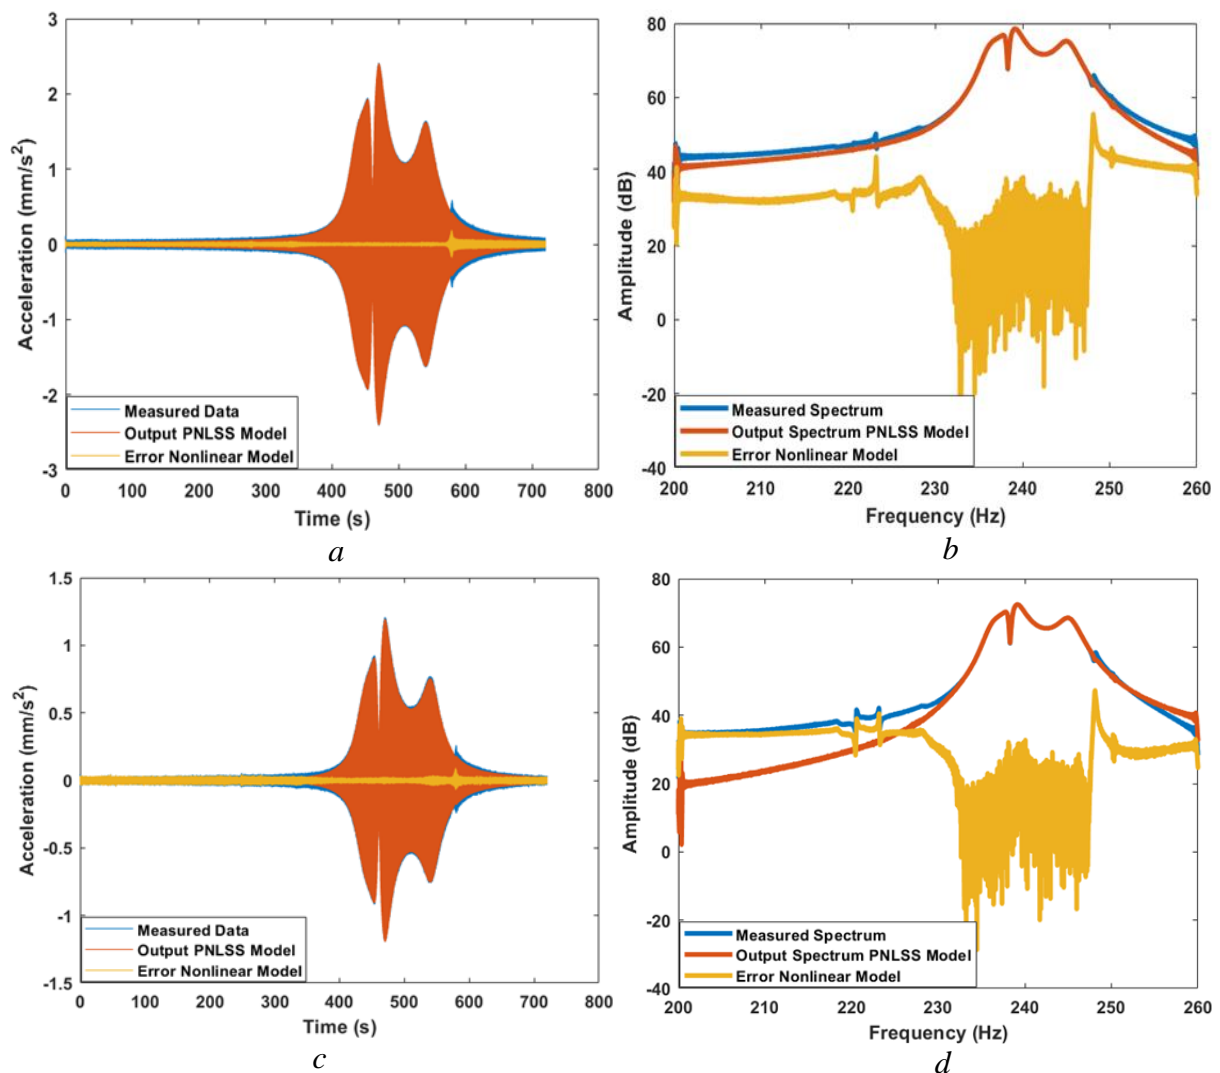 3
2
1
0
-1
-2
-3
Acceleration (mm/s²)
Measured Data
Output PNLSS Model
Error Nonlinear Model
0 100 200 300 400 500 600 700 800
Time (s)
a
80
60
40
20
0
-20
-40
Amplitude (dB)
Measured Spectrum
Output Spectrum PNLSS Model
Error Nonlinear Model
200 210 220 230 240 250 260
Frequency (Hz)
b
1.5
1
0.5
0
-0.5
-1
-1.5
Acceleration (mm/s²)
Measured Data
Output PNLSS Model
Error Nonlinear Model
0 100 200 300 400 500 600 700 800
Time (s)
c
80
60
40
20
0
-20
-40
Amplitude (dB)
Measured Spectrum
Output Spectrum PNLSS Model
Error Nonlinear Model
200 210 220 230 240 250 260
Frequency (Hz)
d